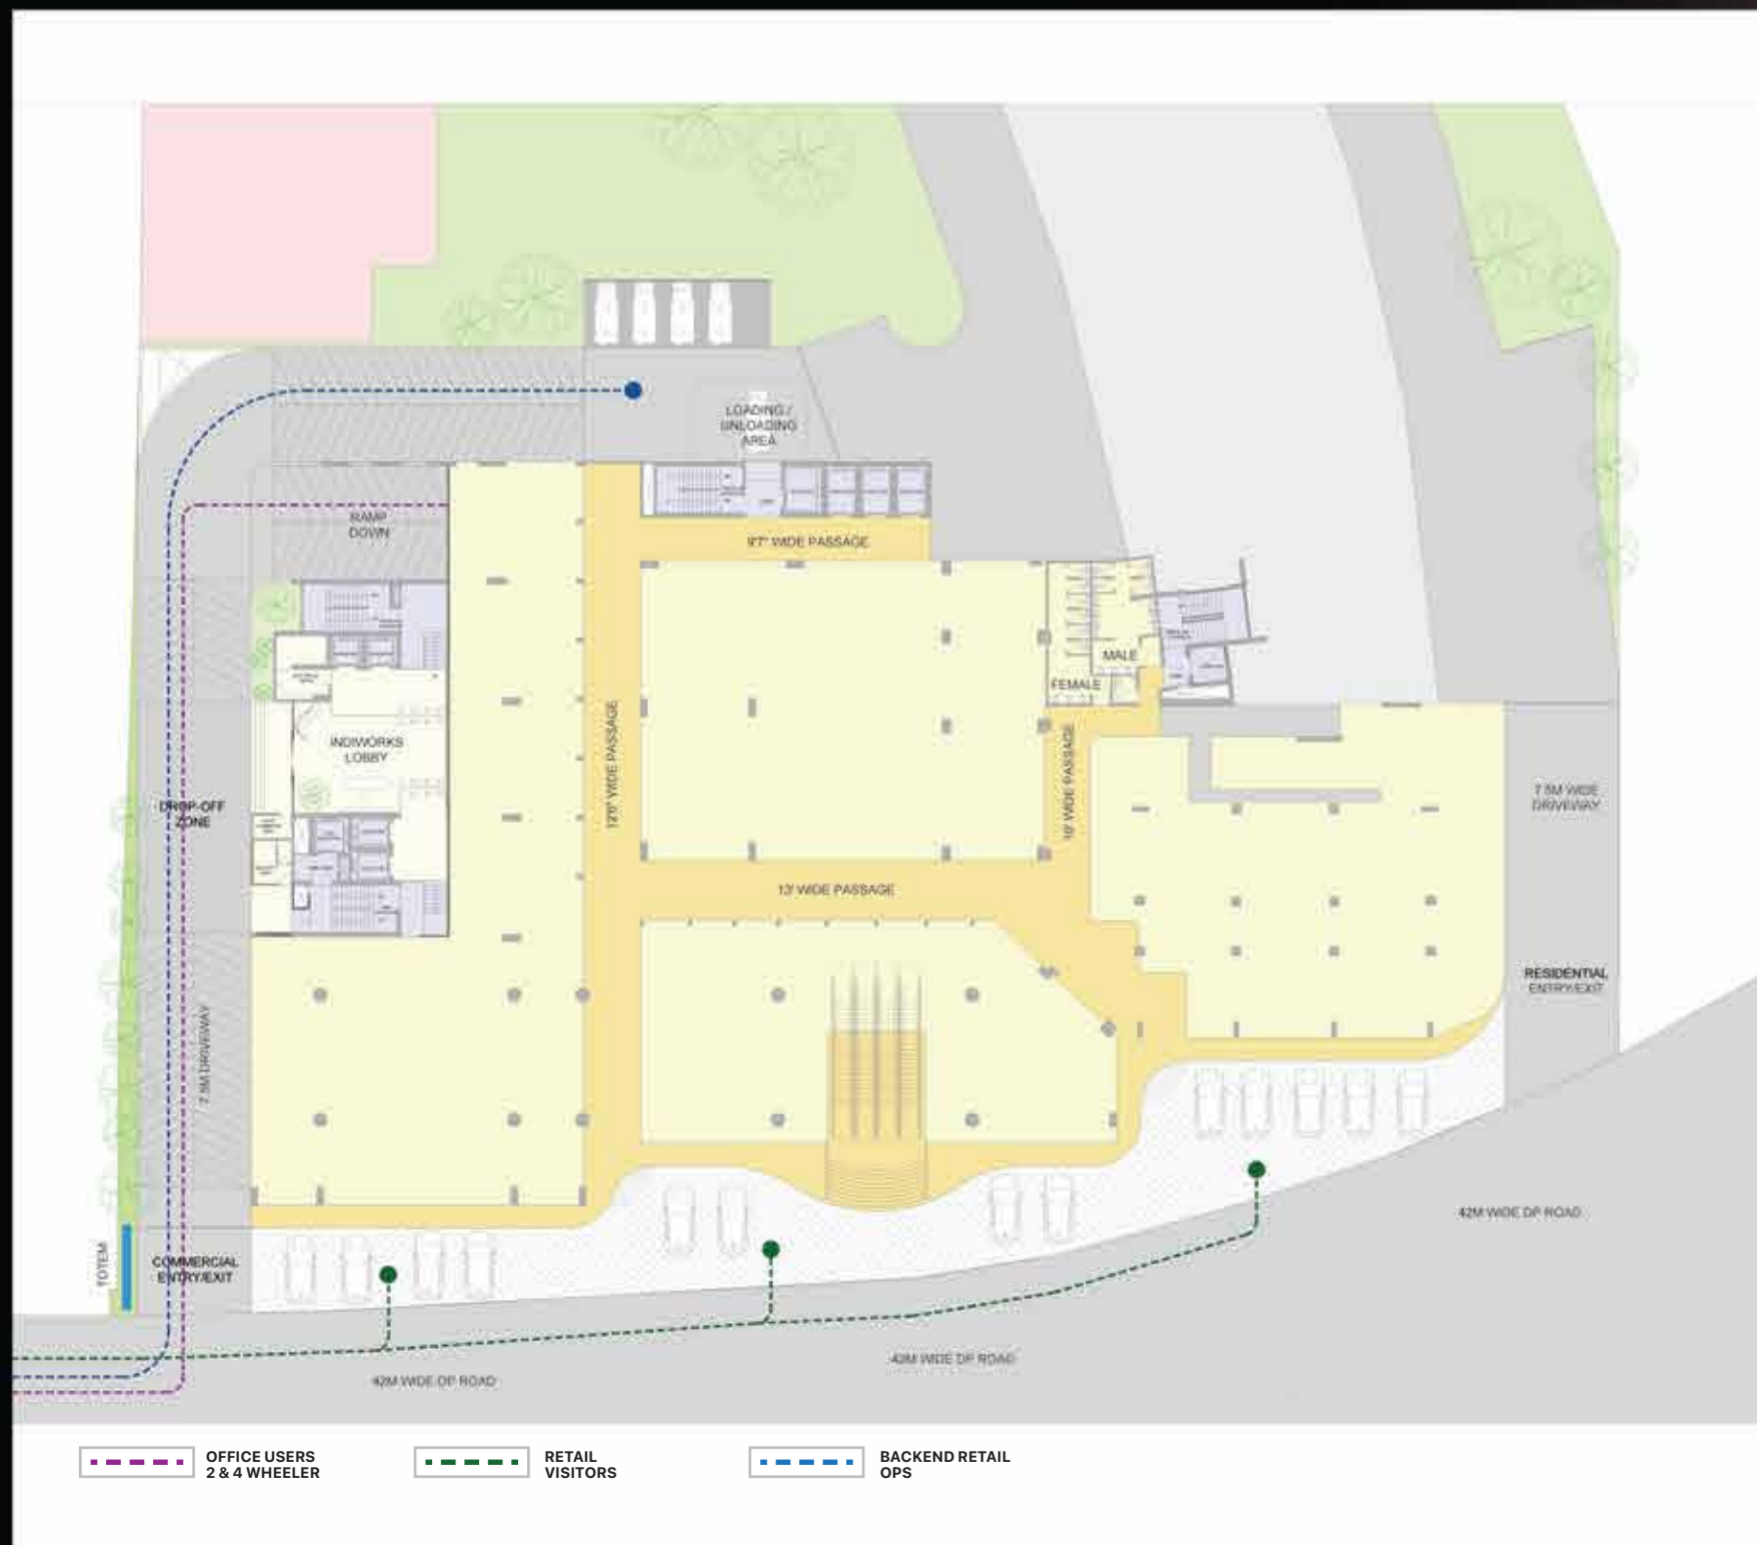 LOADING /
UNLOADING
AREA
RAMP
DOWN
9'7" WIDE PASSAGE
MALE
FEMALE
INDIWORKS
LOBBY
12'6" WIDE PASSAGE
10' WIDE PASSAGE
DROP-OFF
ZONE
7.5M WIDE
DRIVEWAY
13' WIDE PASSAGE
RESIDENTIAL
ENTRY/EXIT
7.5M DRIVEWAY
42M WIDE DP ROAD
TOTEM
COMMERCIAL
ENTRY/EXIT
42M WIDE DP ROAD
42M WIDE DP ROAD
OFFICE USERS
2 & 4 WHEELER
RETAIL
VISITORS
BACKEND RETAIL
OPS